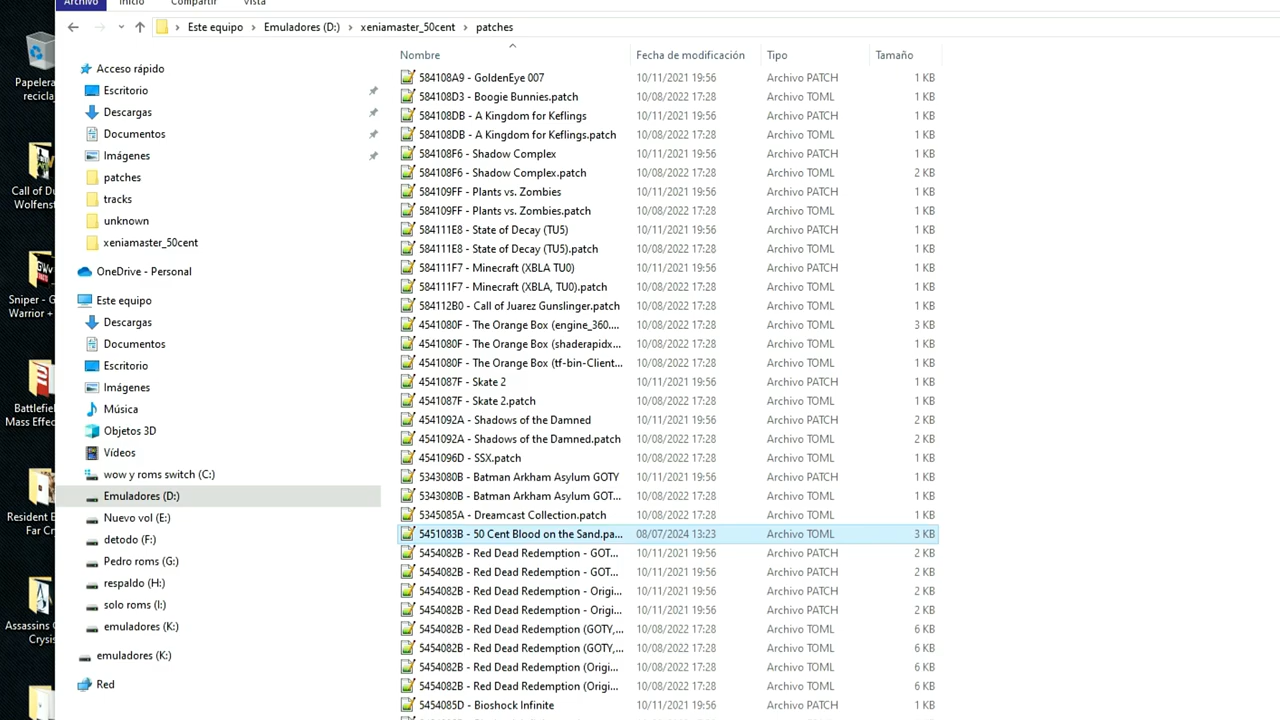 Archivo Inicio Compartir Vista
Este equipo > Emuladores (D:) > xeniamaster_50cent > patches
Papelera
recicla
Call of Du
Wolfenst
Sniper - G
Warrior +
Battlefiel
Mass Effec
Resident E
Far Cr
Assassins C
Crysis
Acceso rápido
Escritorio
Descargas
Documentos
Imágenes
patches
tracks
unknown
xeniamaster_50cent
OneDrive - Personal
Este equipo
Descargas
Documentos
Escritorio
Imágenes
Música
Objetos 3D
Vídeos
wow y roms switch (C:)
Emuladores (D:)
Nuevo vol (E:)
detodo (F:)
Pedro roms (G:)
respaldo (H:)
solo roms (I:)
emuladores (K:)
emuladores (K:)
Red
Nombre Fecha de modificación Tipo Tamaño
584108A9 - GoldenEye 007 10/11/2021 19:56 Archivo PATCH 1 KB
584108D3 - Boogie Bunnies.patch 10/08/2022 17:28 Archivo TOML 1 KB
584108DB - A Kingdom for Keflings 10/11/2021 19:56 Archivo PATCH 1 KB
584108DB - A Kingdom for Keflings.patch 10/08/2022 17:28 Archivo TOML 1 KB
584108F6 - Shadow Complex 10/11/2021 19:56 Archivo PATCH 1 KB
584108F6 - Shadow Complex.patch 10/08/2022 17:28 Archivo TOML 2 KB
584109FF - Plants vs. Zombies 10/11/2021 19:56 Archivo PATCH 1 KB
584109FF - Plants vs. Zombies.patch 10/08/2022 17:28 Archivo TOML 1 KB
584111E8 - State of Decay (TU5) 10/11/2021 19:56 Archivo PATCH 1 KB
584111E8 - State of Decay (TU5).patch 10/08/2022 17:28 Archivo TOML 1 KB
584111F7 - Minecraft (XBLA TU0) 10/11/2021 19:56 Archivo PATCH 1 KB
584111F7 - Minecraft (XBLA, TU0).patch 10/08/2022 17:28 Archivo TOML 1 KB
584112B0 - Call of Juarez Gunslinger.patch 10/08/2022 17:28 Archivo TOML 1 KB
4541080F - The Orange Box (engine_360.... 10/08/2022 17:28 Archivo TOML 3 KB
4541080F - The Orange Box (shaderapidx... 10/08/2022 17:28 Archivo TOML 1 KB
4541080F - The Orange Box (tf-bin-Client... 10/08/2022 17:28 Archivo TOML 1 KB
4541087F - Skate 2 10/11/2021 19:56 Archivo PATCH 1 KB
4541087F - Skate 2.patch 10/08/2022 17:28 Archivo TOML 1 KB
4541092A - Shadows of the Damned 10/11/2021 19:56 Archivo PATCH 2 KB
4541092A - Shadows of the Damned.patch 10/08/2022 17:28 Archivo TOML 2 KB
4541096D - SSX.patch 10/08/2022 17:28 Archivo TOML 1 KB
5343080B - Batman Arkham Asylum GOTY 10/11/2021 19:56 Archivo PATCH 1 KB
5343080B - Batman Arkham Asylum GOT... 10/08/2022 17:28 Archivo TOML 1 KB
5345085A - Dreamcast Collection.patch 10/08/2022 17:28 Archivo TOML 1 KB
5451083B - 50 Cent Blood on the Sand.pa... 08/07/2024 13:23 Archivo TOML 3 KB
5454082B - Red Dead Redemption - GOT... 10/11/2021 19:56 Archivo PATCH 2 KB
5454082B - Red Dead Redemption - GOT... 10/11/2021 19:56 Archivo PATCH 2 KB
5454082B - Red Dead Redemption - Origi... 10/11/2021 19:56 Archivo PATCH 2 KB
5454082B - Red Dead Redemption - Origi... 10/11/2021 19:56 Archivo PATCH 2 KB
5454082B - Red Dead Redemption (GOTY,... 10/08/2022 17:28 Archivo TOML 6 KB
5454082B - Red Dead Redemption (GOTY,... 10/08/2022 17:28 Archivo TOML 6 KB
5454082B - Red Dead Redemption (Origi... 10/08/2022 17:28 Archivo TOML 6 KB
5454082B - Red Dead Redemption (Origi... 10/08/2022 17:28 Archivo TOML 6 KB
5454085D - Bioshock Infinite 10/11/2021 19:56 Archivo PATCH 1 KB